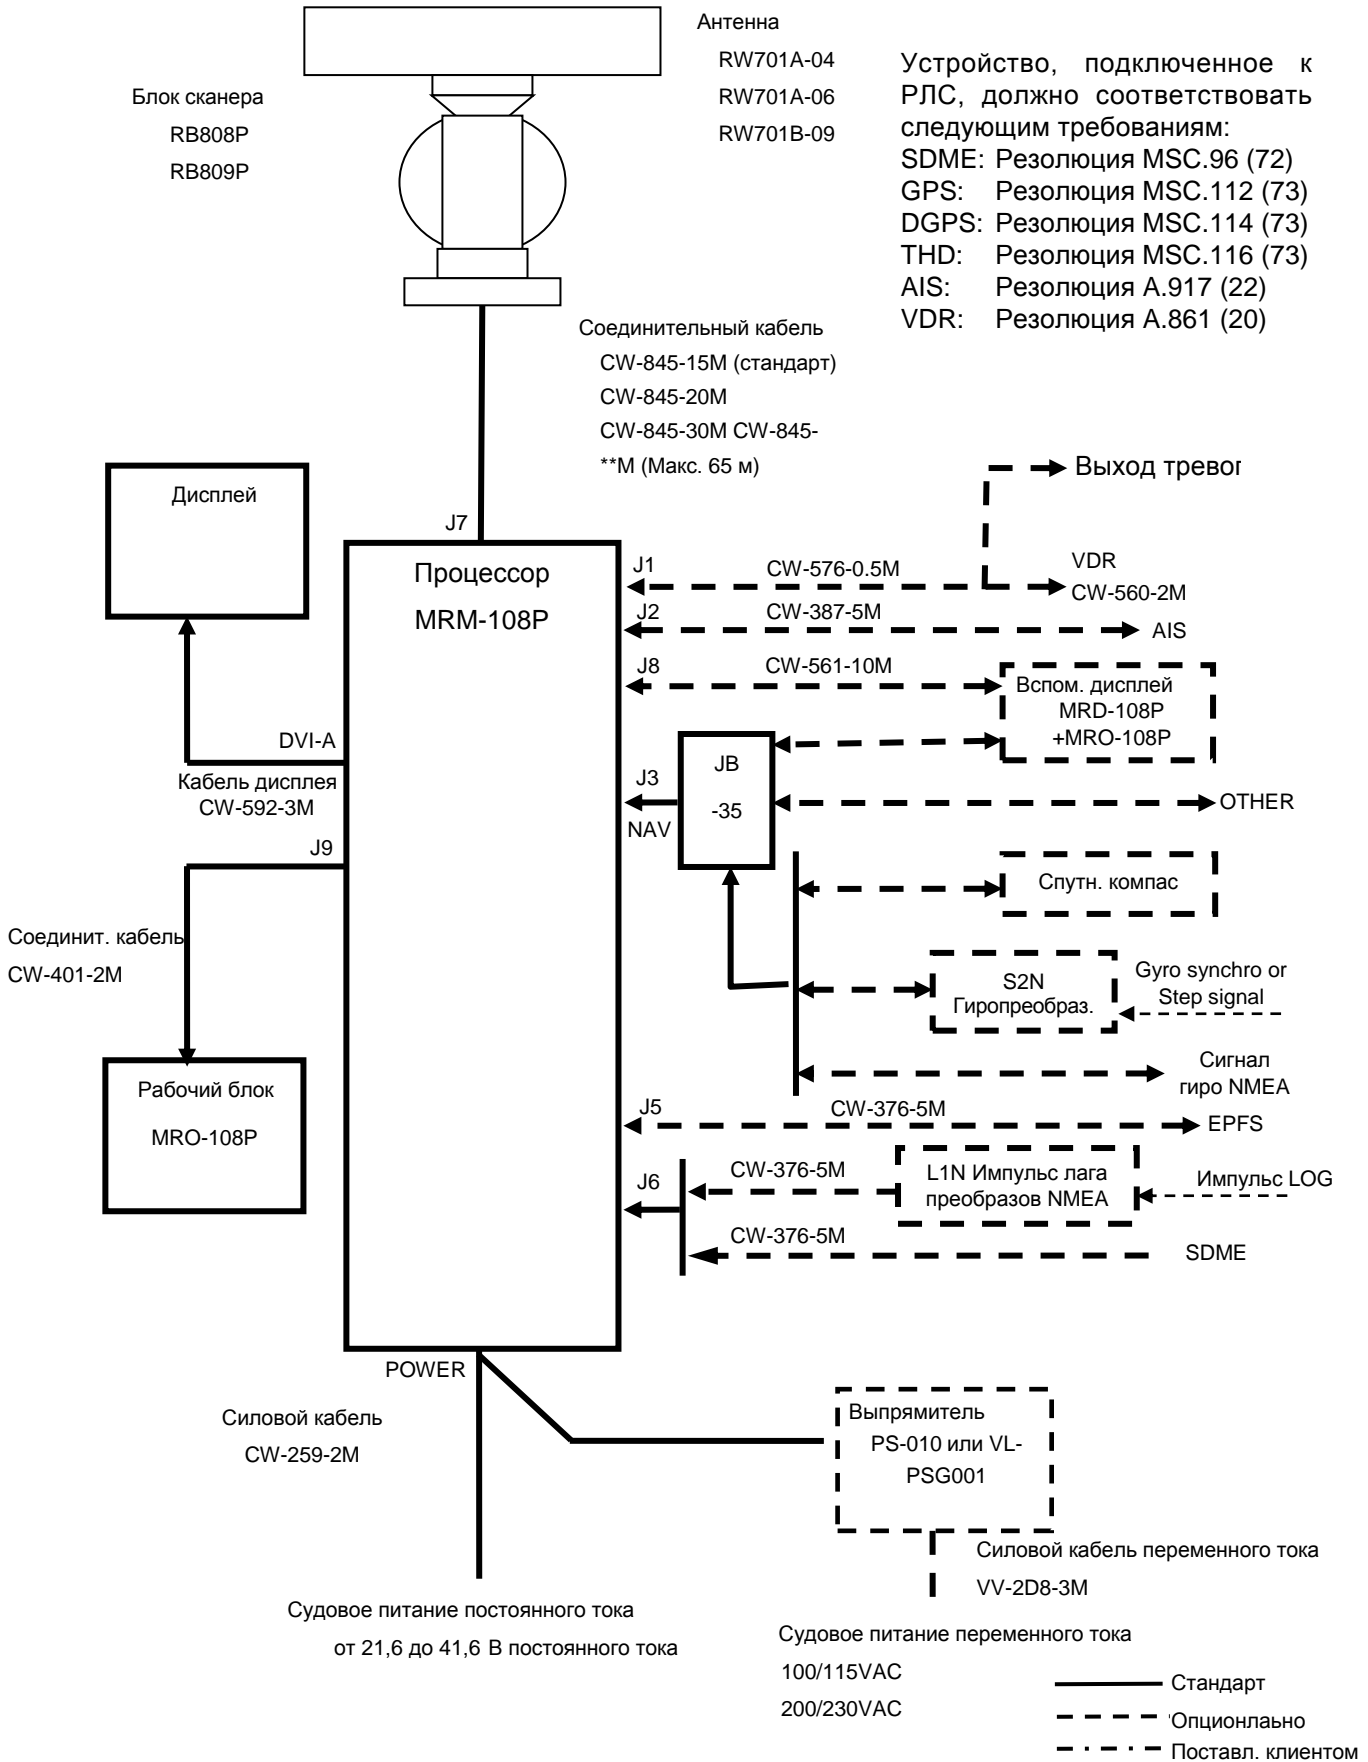 Антенна
RW701A-04
RW701A-06
RW701B-09
Блок сканера
RB808P
RB809P
Устройство, подключенное к
РЛС, должно соответствовать
следующим требованиям:
SDME: Резолюция MSC.96 (72)
GPS: Резолюция MSC.112 (73)
DGPS: Резолюция MSC.114 (73)
THD: Резолюция MSC.116 (73)
AIS: Резолюция A.917 (22)
VDR: Резолюция A.861 (20)
Соединительный кабель
CW-845-15M (стандарт)
CW-845-20M
CW-845-30M CW-845-
**M (Макс. 65 м)
Выход тревог
Дисплей
J7
Процессор
MRM-108P
J1
CW-576-0.5M
VDR
CW-560-2M
J2
CW-387-5M
AIS
J8
CW-561-10M
Вспом. дисплей
MRD-108P
+MRO-108P
DVI-A
Кабель дисплея
CW-592-3M
JB
-35
J3
NAV
OTHER
J9
Спутн. компас
Соединит. кабель
CW-401-2M
S2N
Гиропреобраз.
Gyro synchro or
Step signal
Сигнал
гиро NMEA
Рабочий блок
MRO-108P
J5
CW-376-5M
EPFS
J6
CW-376-5M
L1N Импульс лага
преобразов NMEA
Импульс LOG
CW-376-5M
SDME
POWER
Силовой кабель
CW-259-2M
Выпрямитель
PS-010 или VL-
PSG001
Силовой кабель переменного тока
VV-2D8-3M
Судовое питание постоянного тока
от 21,6 до 41,6 В постоянного тока
Судовое питание переменного тока
100/115VAC
200/230VAC
Стандарт
Опционлаьно
Поставл. клиентом